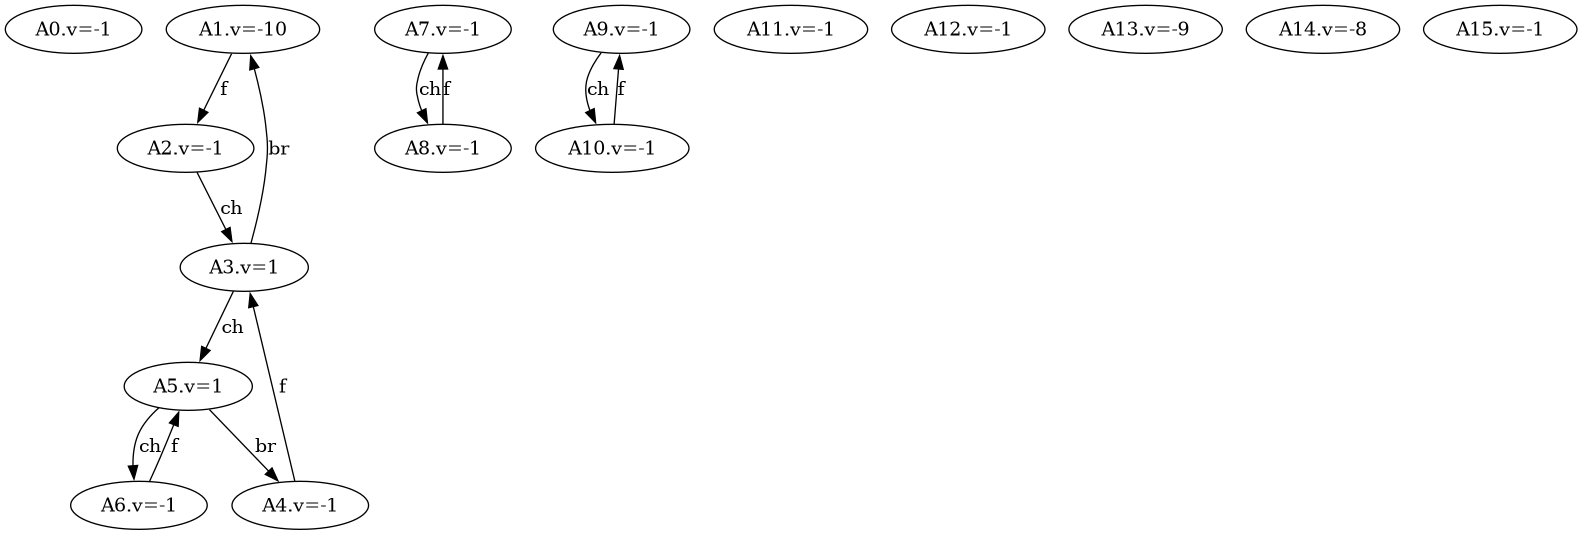 A0.v=-1 A1.v=-10 A7.v=-1 A9.v=-1 A11.v=-1 A12.v=-1 A13.v=-9 A14.v=-8 A15.v=-1
f ch f ch f
A2.v=-1 br A8.v=-1 A10.v=-1
ch
A3.v=1
ch
A5.v=1 f
ch f br
A6.v=-1 A4.v=-1